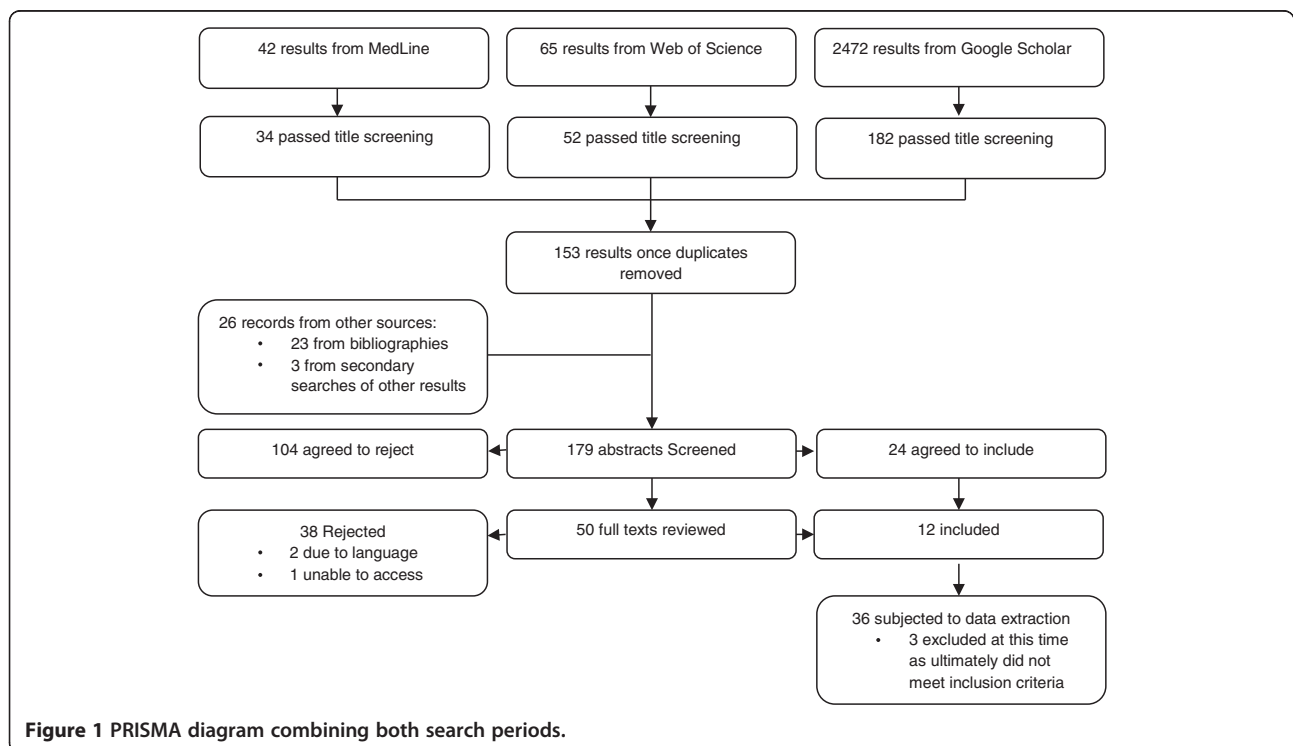 42 results from MedLine
65 results from Web of Science
2472 results from Google Scholar
34 passed title screening
52 passed title screening
182 passed title screening
153 results once duplicates
removed
26 records from other sources:
• 23 from bibliographies
• 3 from secondary
searches of other results
104 agreed to reject
179 abstracts Screened
24 agreed to include
38 Rejected
• 2 due to language
• 1 unable to access
50 full texts reviewed
12 included
36 subjected to data extraction
• 3 excluded at this time
as ultimately did not
meet inclusion criteria
Figure 1 PRISMA diagram combining both search periods.